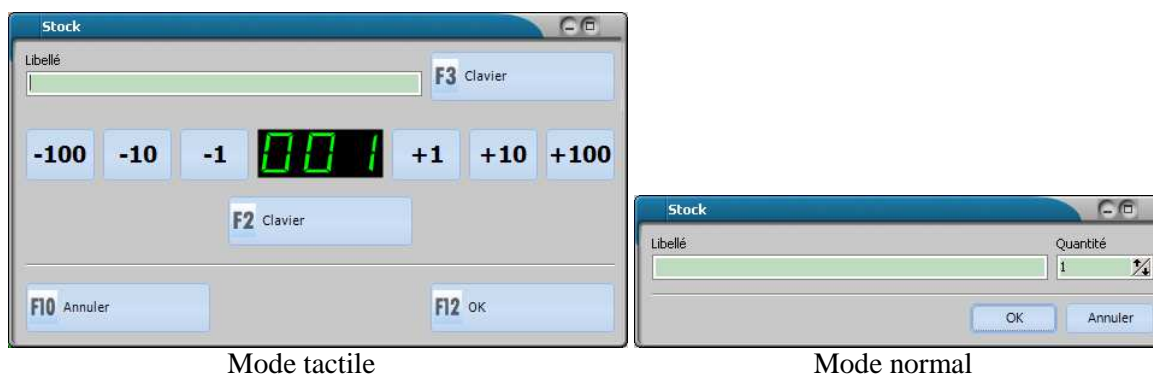 Stock
Libellé
F3 Clavier
-100 -10 -1 001 +1 +10 +100
F2 Clavier
F10 Annuler F12 OK
Mode tactile
Stock
Libellé Quantité
1
OK Annuler
Mode normal